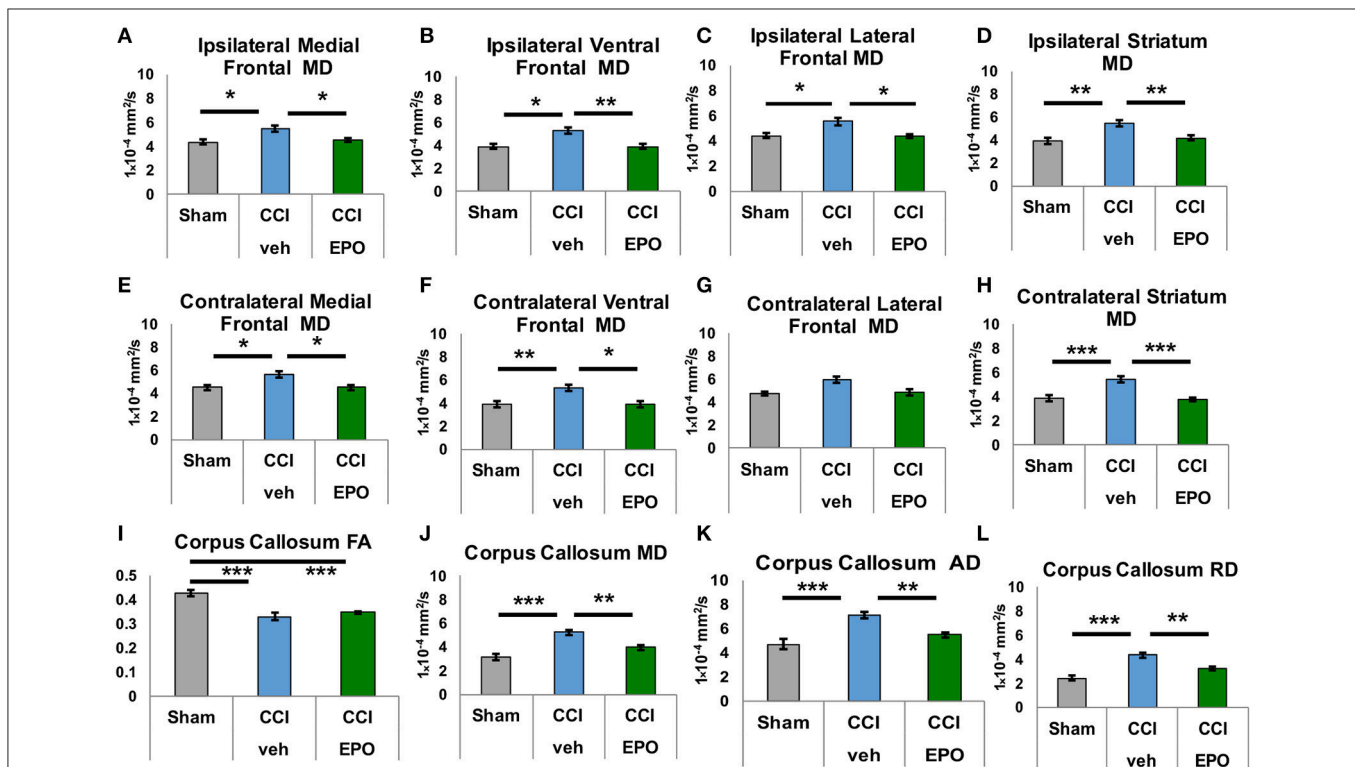 A
Ipsilateral Medial
Frontal MD
1×10⁻⁴ mm²/s
10
8
6
4
2
0
*
*
Sham
CCI
CCI
veh
EPO
B
Ipsilateral Ventral
Frontal MD
1×10⁻⁴ mm²/s
10
8
6
4
2
0
*
**
Sham
CCI
CCI
veh
EPO
C
Ipsilateral Lateral
Frontal MD
1×10⁻⁴ mm²/s
10
8
6
4
2
0
*
*
Sham
CCI
CCI
veh
EPO
D
Ipsilateral Striatum
MD
1×10⁻⁴ mm²/s
10
8
6
4
2
0
**
**
Sham
CCI
CCI
veh
EPO
E
Contralateral Medial
Frontal MD
1×10⁻⁴ mm²/s
10
8
6
4
2
0
*
*
Sham
CCI
CCI
veh
EPO
F
Contralateral Ventral
Frontal MD
1×10⁻⁴ mm²/s
10
8
6
4
2
0
**
*
Sham
CCI
CCI
veh
EPO
G
Contralateral Lateral
Frontal MD
1×10⁻⁴ mm²/s
10
8
6
4
2
0
Sham
CCI
CCI
veh
EPO
H
Contralateral Striatum
MD
1×10⁻⁴ mm²/s
10
8
6
4
2
0
***
***
Sham
CCI
CCI
veh
EPO
I
Corpus Callosum FA
0.5
0.4
0.3
0.2
0.1
0
***
***
Sham
CCI
CCI
veh
EPO
J
Corpus Callosum MD
1×10⁻⁴ mm²/s
10
8
6
4
2
0
***
**
Sham
CCI
CCI
veh
EPO
K
Corpus Callosum AD
1×10⁻⁴ mm²/s
10
8
6
4
2
0
***
**
Sham
CCI
CCI
veh
EPO
L
Corpus Callosum RD
1×10⁻⁴ mm²/s
10
8
6
4
2
0
***
**
Sham
CCI
CCI
veh
EPO